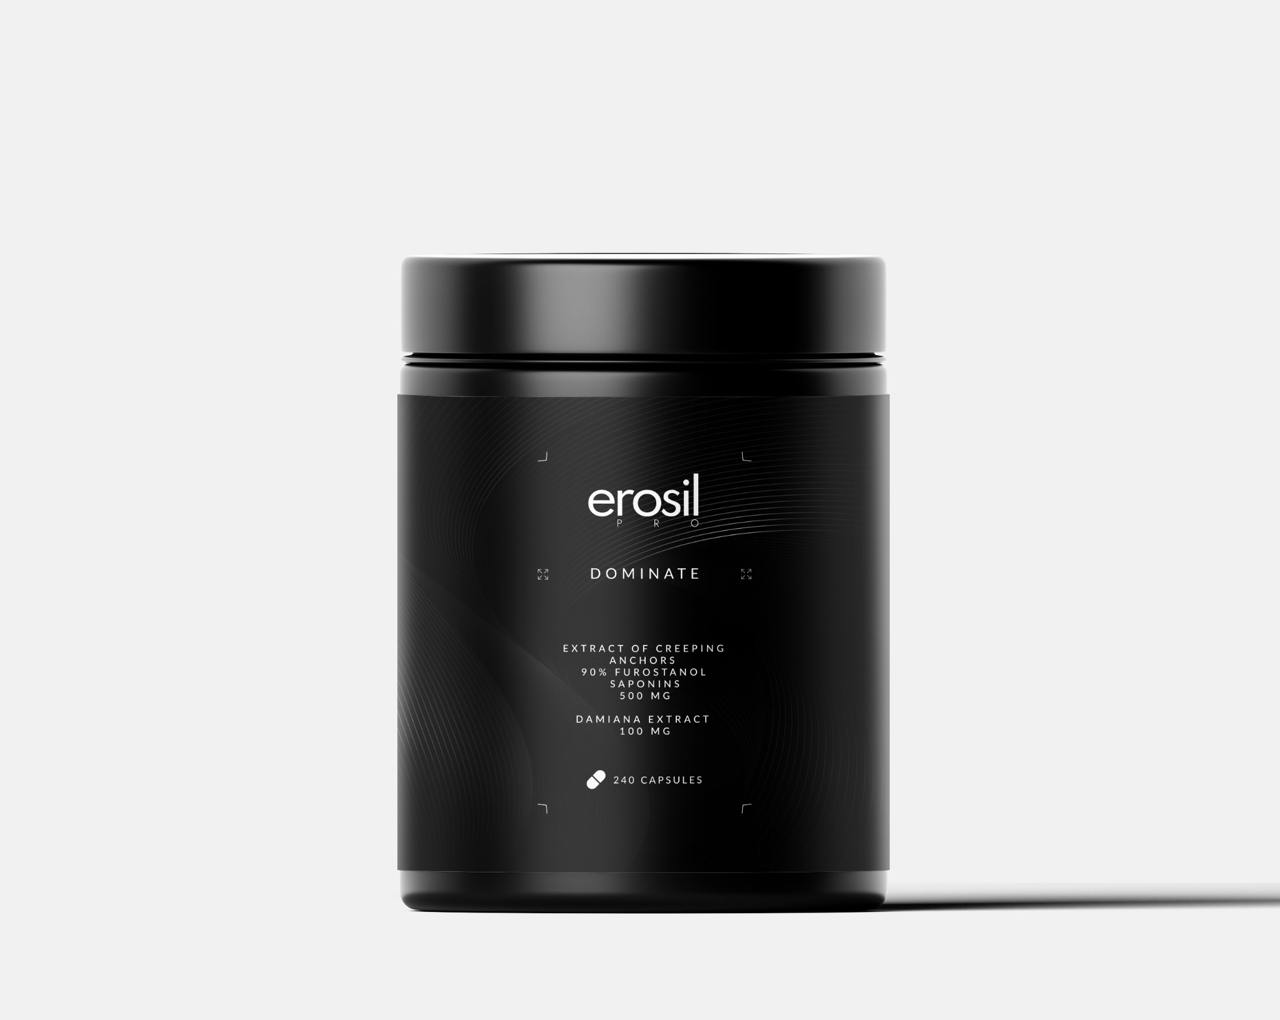 erosil
PRO
DOMINATE
EXTRACT OF CREEPING
ANCHORS
90% FUROSTANOL
SAPONINS
500 MG
DAMIANA EXTRACT
100 MG
240 CAPSULES